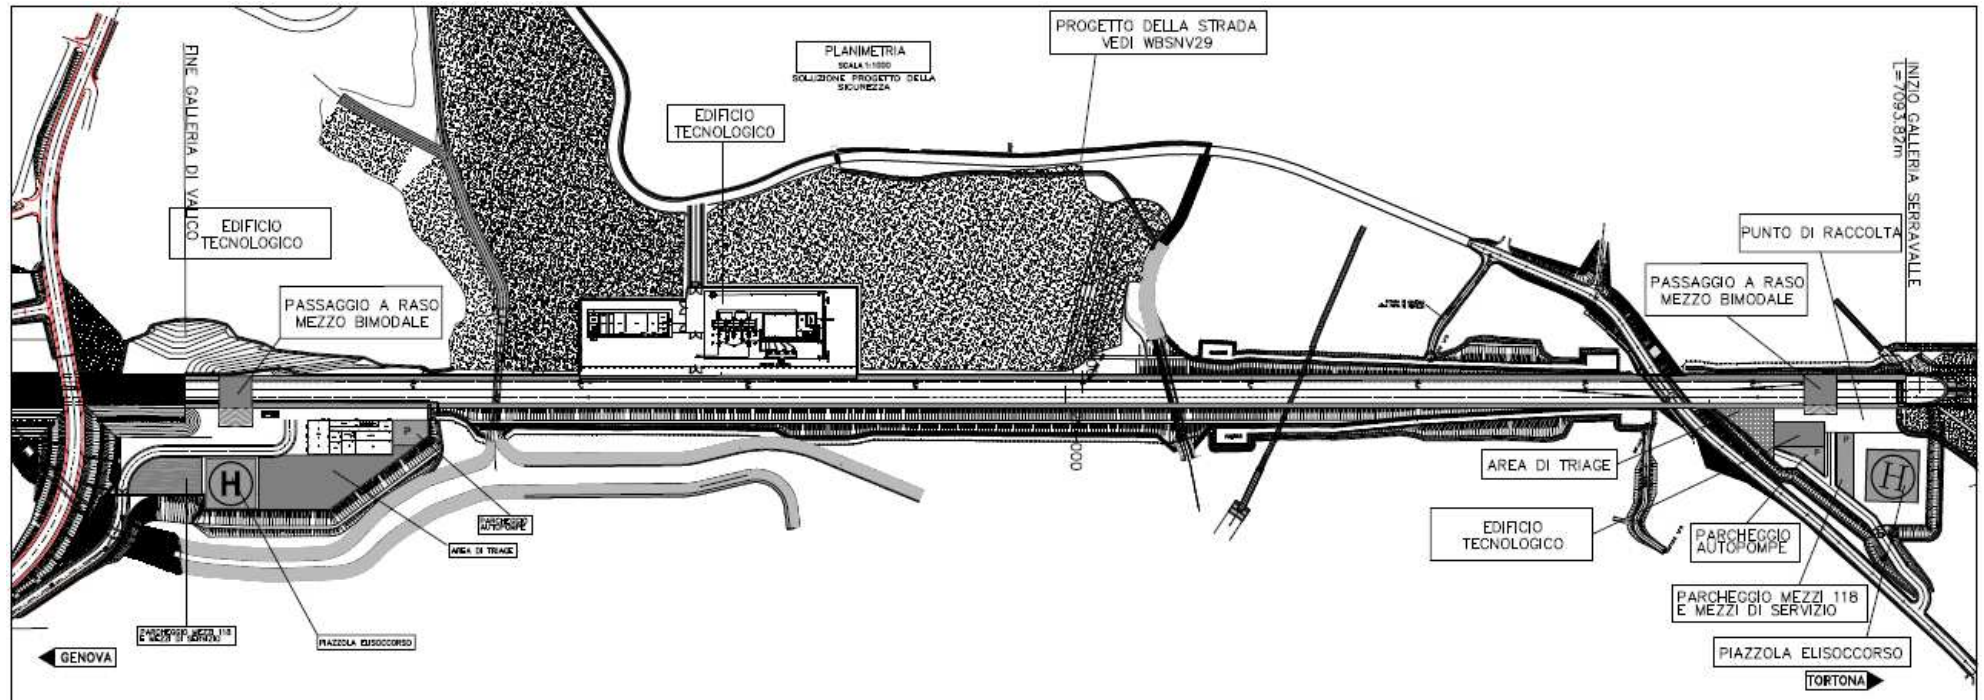 PROGETTO DELLA STRADA
VEDI WBSNV29
PLANIMETRIA
SCALA 1:1000
SOLUZIONE PROGETTO DELLA
SICUREZZA
FINE GALLERIA DI VALICO
INIZIO GALLERIA SERRAVALLE
L=7093.82m
EDIFICIO
TECNOLOGICO
EDIFICIO
TECNOLOGICO
PUNTO DI RACCOLTA
PASSAGGIO A RASO
MEZZO BIMODALE
PASSAGGIO A RASO
MEZZO BIMODALE
P
H
P
P
H
AREA DI TRIAGE
EDIFICIO
TECNOLOGICO
PARCHEGGIO
AUTOPOMPE
PARCHEGGIO
AUTOPOMPE
AREA DI TRIAGE
PARCHEGGIO MEZZI 118
E MEZZI DI SERVIZIO
PARCHEGGIO MEZZI 118
E MEZZI DI SERVIZIO
PIAZZOLA ELISOCCORSO
PIAZZOLA ELISOCCORSO
GENOVA
TORTONA